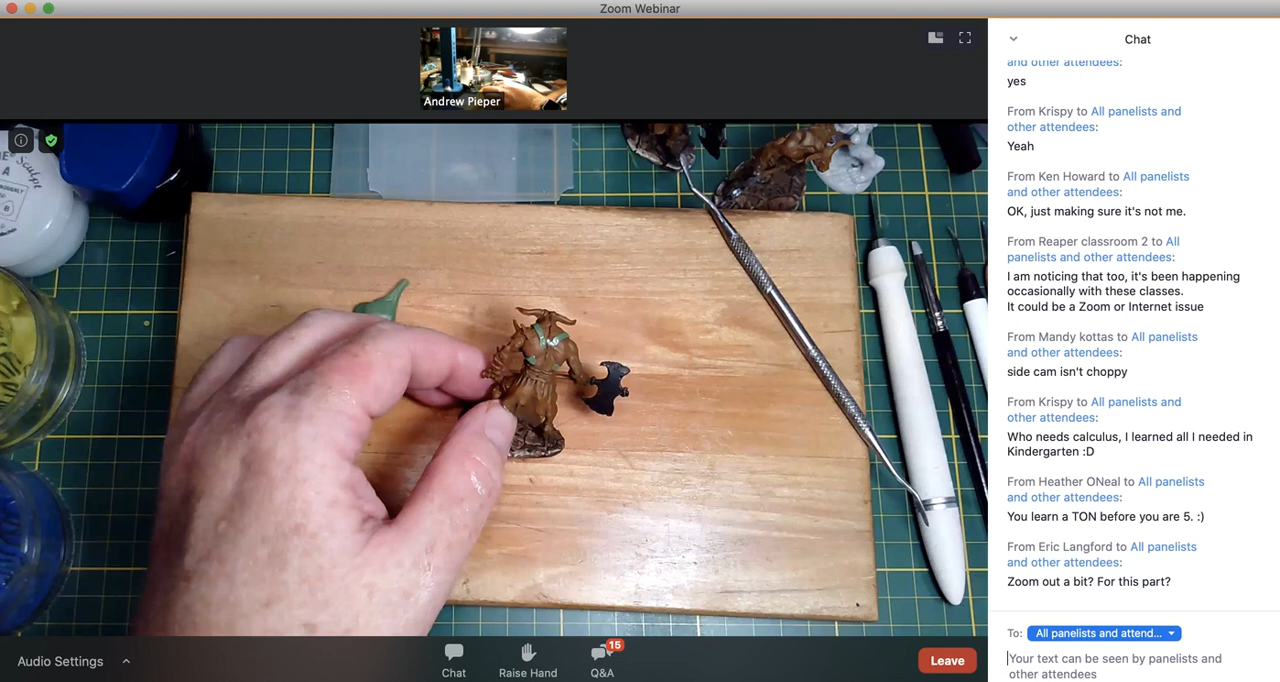 Zoom Webinar
Andrew Pieper
Sculpt
A
B
Chat
and other attendees:
yes
From Krispy to All panelists and
other attendees:
Yeah
From Ken Howard to All panelists
and other attendees:
OK, just making sure it's not me.
From Reaper classroom 2 to All
panelists and other attendees:
I am noticing that too, it's been happening
occasionally with these classes.
It could be a Zoom or Internet issue
From Mandy kottas to All panelists
and other attendees:
side cam isn't choppy
From Krispy to All panelists and
other attendees:
Who needs calculus, I learned all I needed in
Kindergarten :D
From Heather ONeal to All panelists
and other attendees:
You learn a TON before you are 5. :)
From Eric Langford to All panelists
and other attendees:
Zoom out a bit? For this part?
To: All panelists and attend...
Your text can be seen by panelists and
other attendees
Audio Settings
Chat
Raise Hand
15
Q&A
Leave